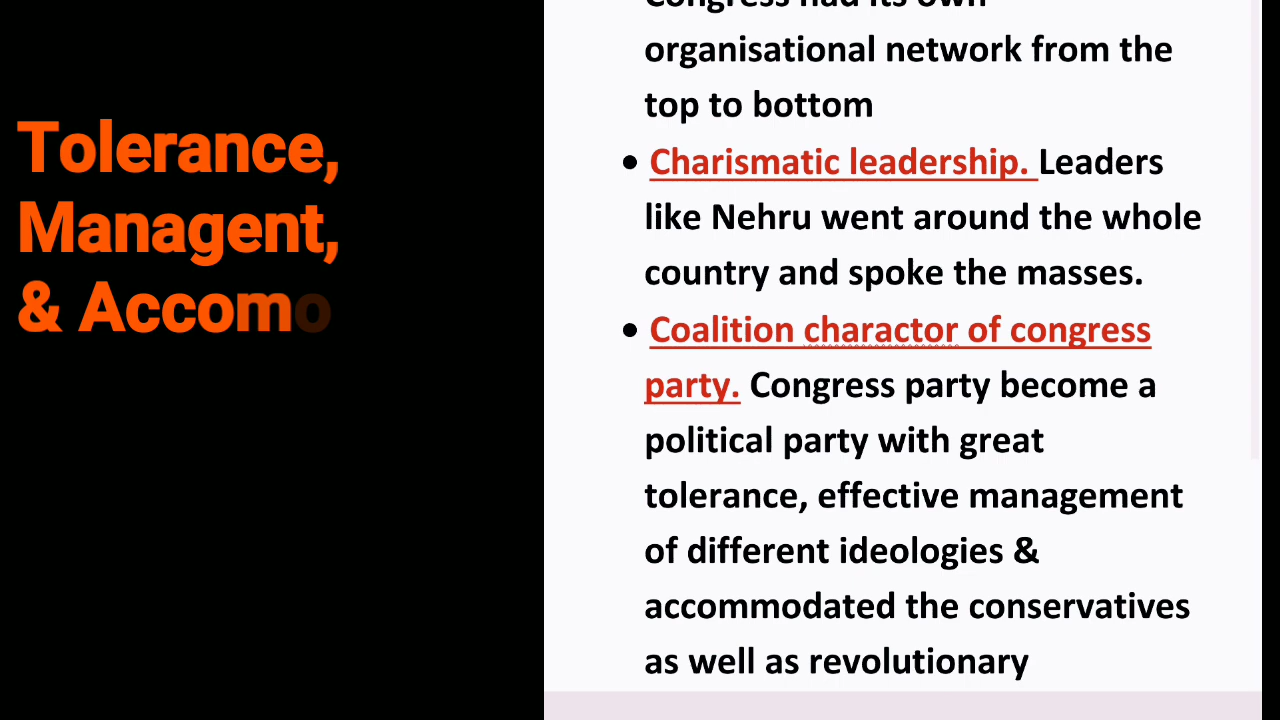 Tolerance,
Managent,
& Accomo
Congress had its own
organisational network from the
top to bottom
• Charismatic leadership. Leaders
like Nehru went around the whole
country and spoke the masses.
• Coalition charactor of congress
party. Congress party become a
political party with great
tolerance, effective management
of different ideologies &
accommodated the conservatives
as well as revolutionary